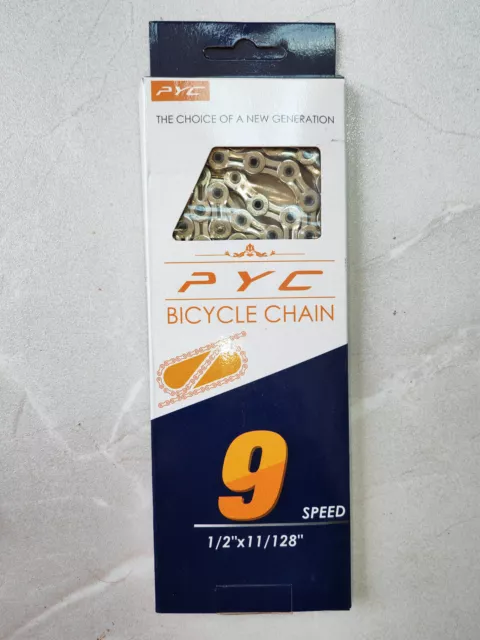 PYC
THE CHOICE OF A NEW GENERATION
PYC
BICYCLE CHAIN
9
SPEED
1/2"x11/128"